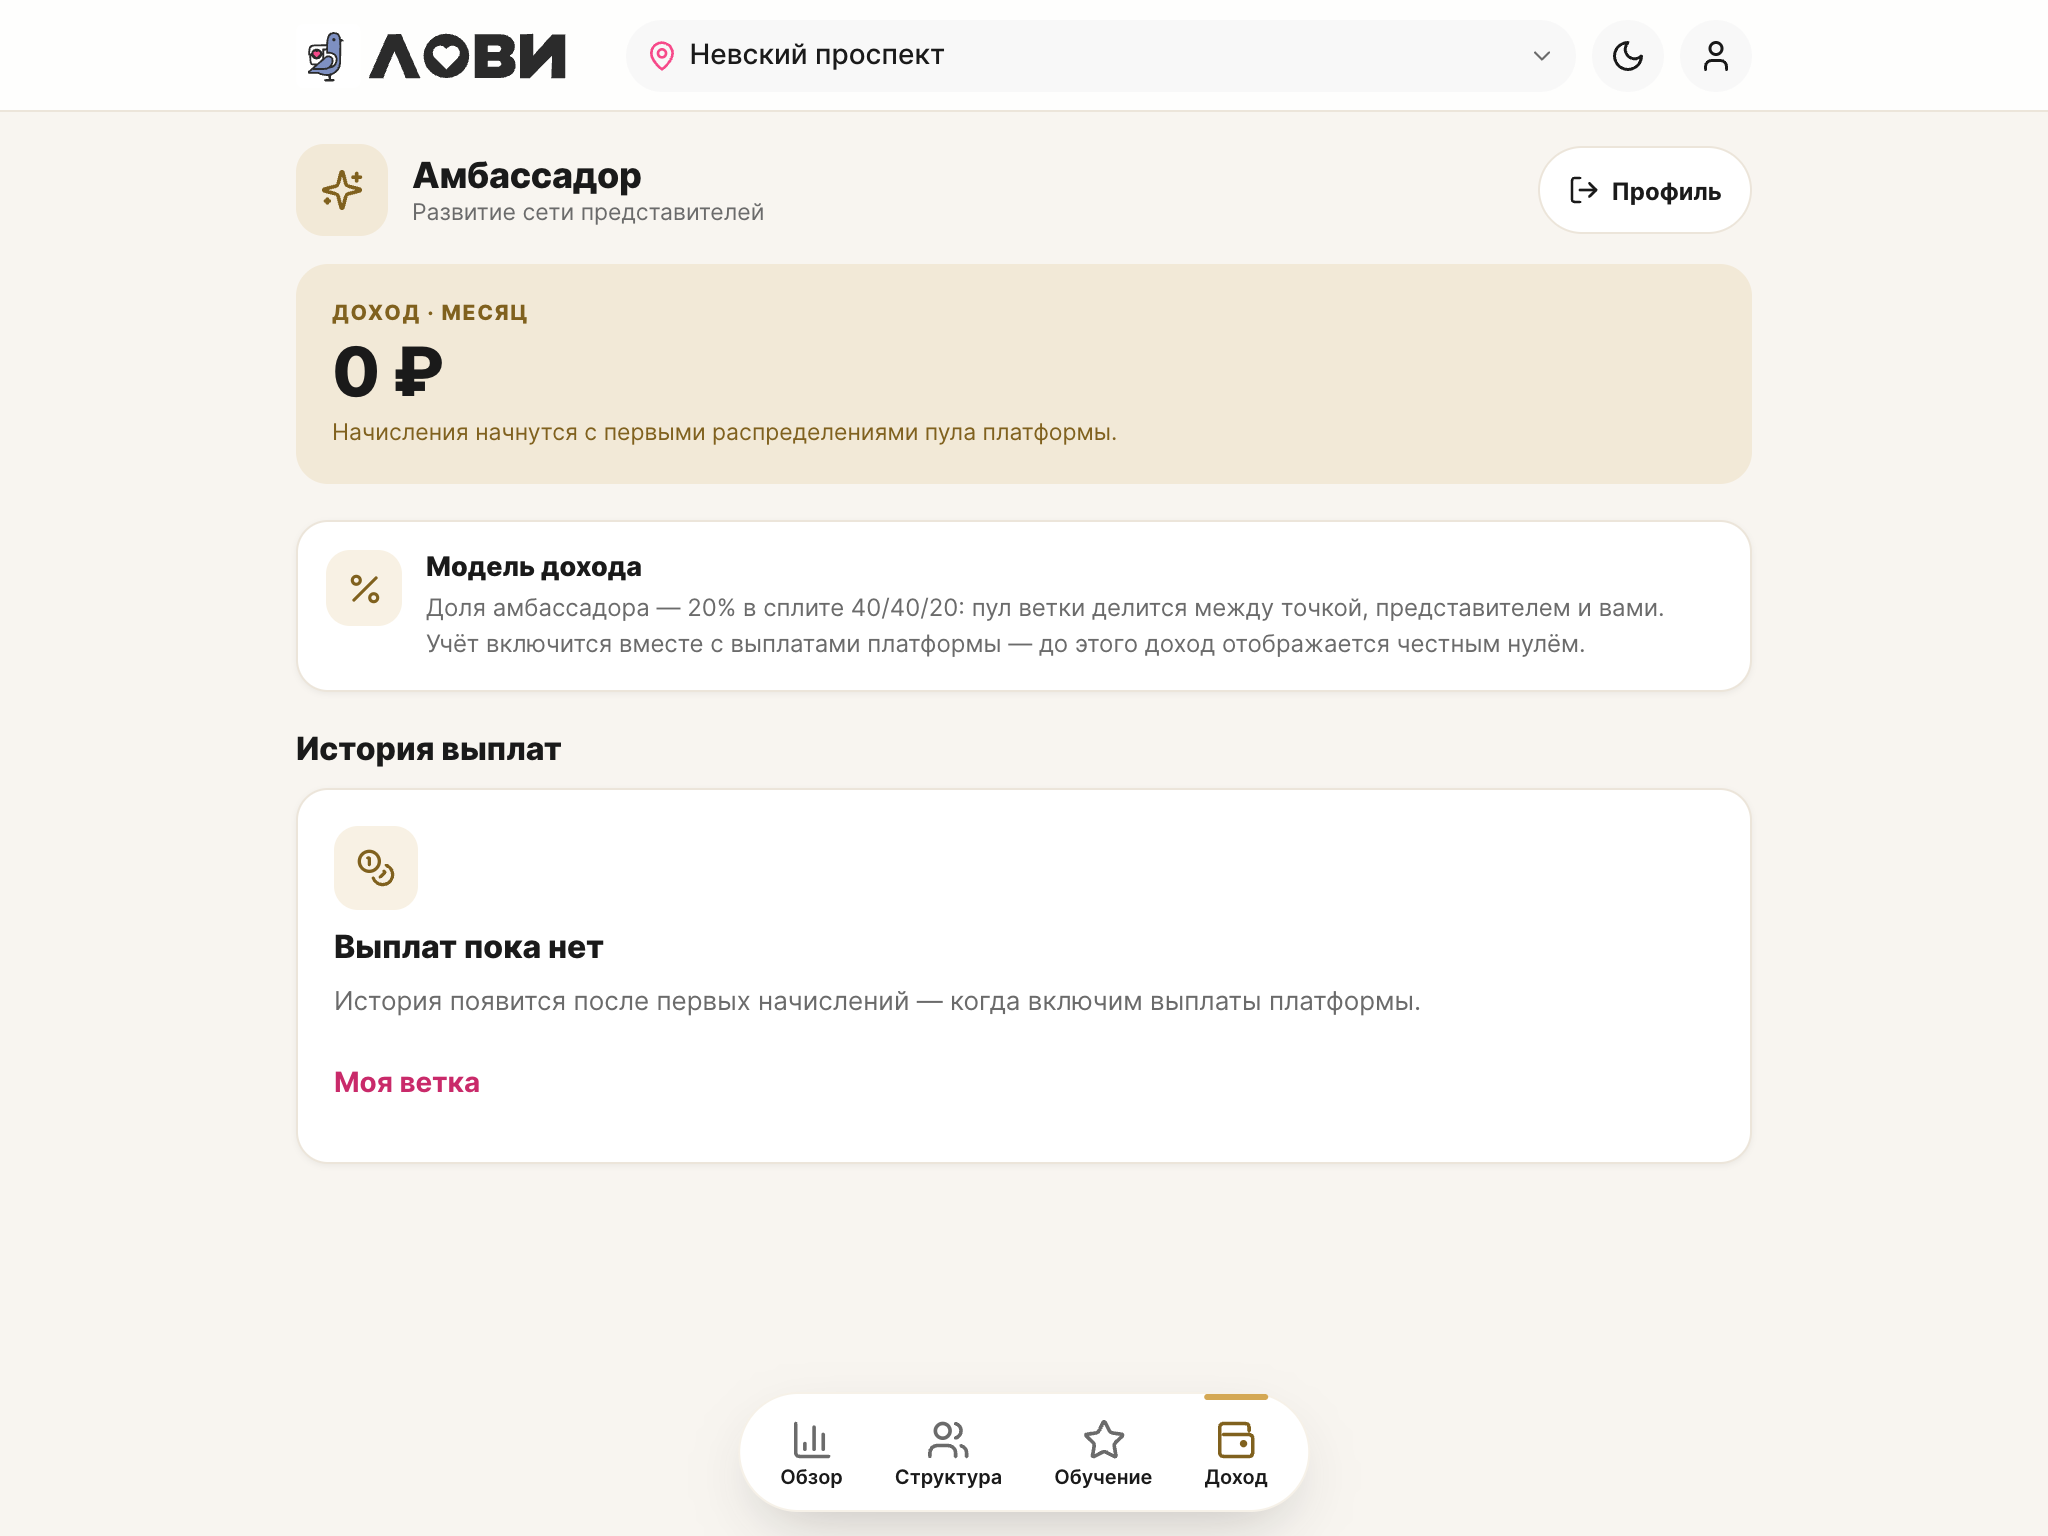 ЛОВИ
Невский проспект
Амбассадор
Развитие сети представителей
Профиль
ДОХОД · МЕСЯЦ
0 ₽
Начисления начнутся с первыми распределениями пула платформы.
Модель дохода
Доля амбассадора — 20% в сплите 40/40/20: пул ветки делится между точкой, представителем и вами.
Учёт включится вместе с выплатами платформы — до этого доход отображается честным нулём.
История выплат
Выплат пока нет
История появится после первых начислений — когда включим выплаты платформы.
Моя ветка
Обзор
Структура
Обучение
Доход